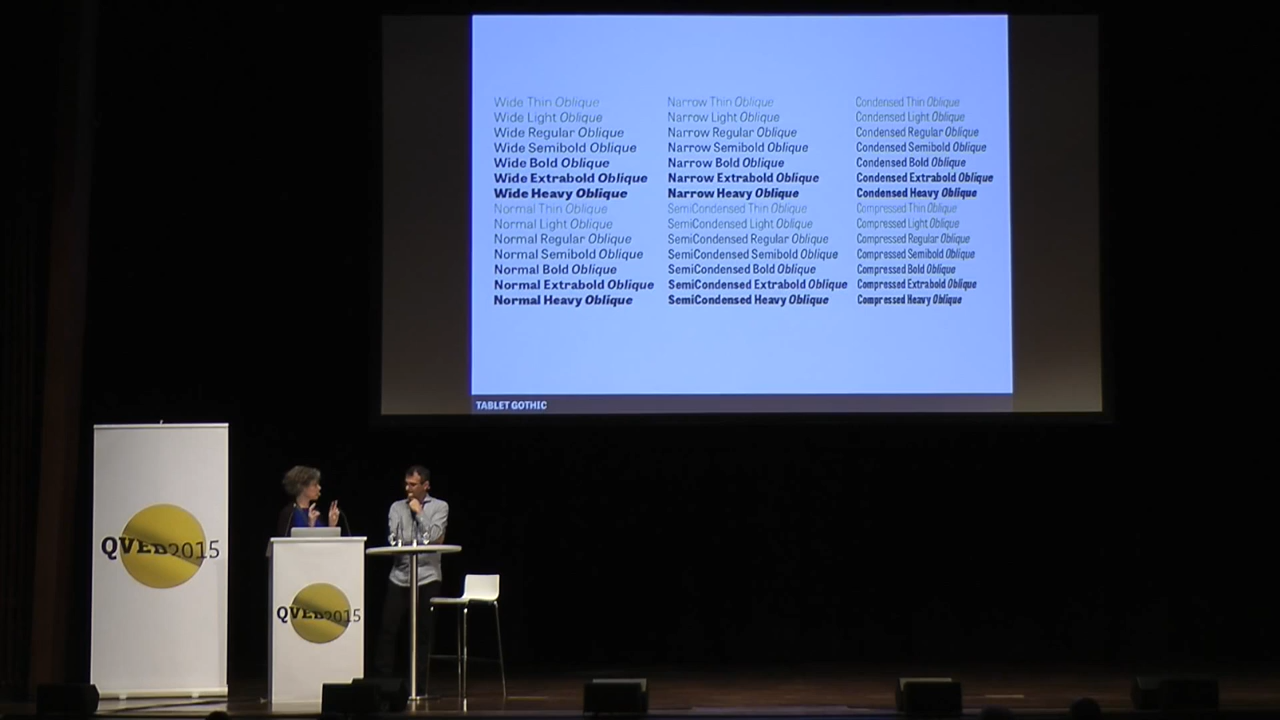 Wide Thin Oblique
Wide Light Oblique
Wide Regular Oblique
Wide Semibold Oblique
Wide Bold Oblique
Wide Extrabold Oblique
Wide Heavy Oblique
Normal Thin Oblique
Normal Light Oblique
Normal Regular Oblique
Normal Semibold Oblique
Normal Bold Oblique
Normal Extrabold Oblique
Normal Heavy Oblique
Narrow Thin Oblique
Narrow Light Oblique
Narrow Regular Oblique
Narrow Semibold Oblique
Narrow Bold Oblique
Narrow Extrabold Oblique
Narrow Heavy Oblique
SemiCondensed Thin Oblique
SemiCondensed Light Oblique
SemiCondensed Regular Oblique
SemiCondensed Semibold Oblique
SemiCondensed Bold Oblique
SemiCondensed Extrabold Oblique
SemiCondensed Heavy Oblique
Condensed Thin Oblique
Condensed Light Oblique
Condensed Regular Oblique
Condensed Semibold Oblique
Condensed Bold Oblique
Condensed Extrabold Oblique
Condensed Heavy Oblique
Compressed Thin Oblique
Compressed Light Oblique
Compressed Regular Oblique
Compressed Semibold Oblique
Compressed Bold Oblique
Compressed Extrabold Oblique
Compressed Heavy Oblique
TABLET GOTHIC
QVED2015
QVED2015